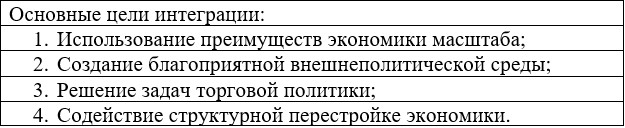 Основные цели интеграции:
1. Использование преимуществ экономики масштаба;
2. Создание благоприятной внешнеполитической среды;
3. Решение задач торговой политики;
4. Содействие структурной перестройке экономики.